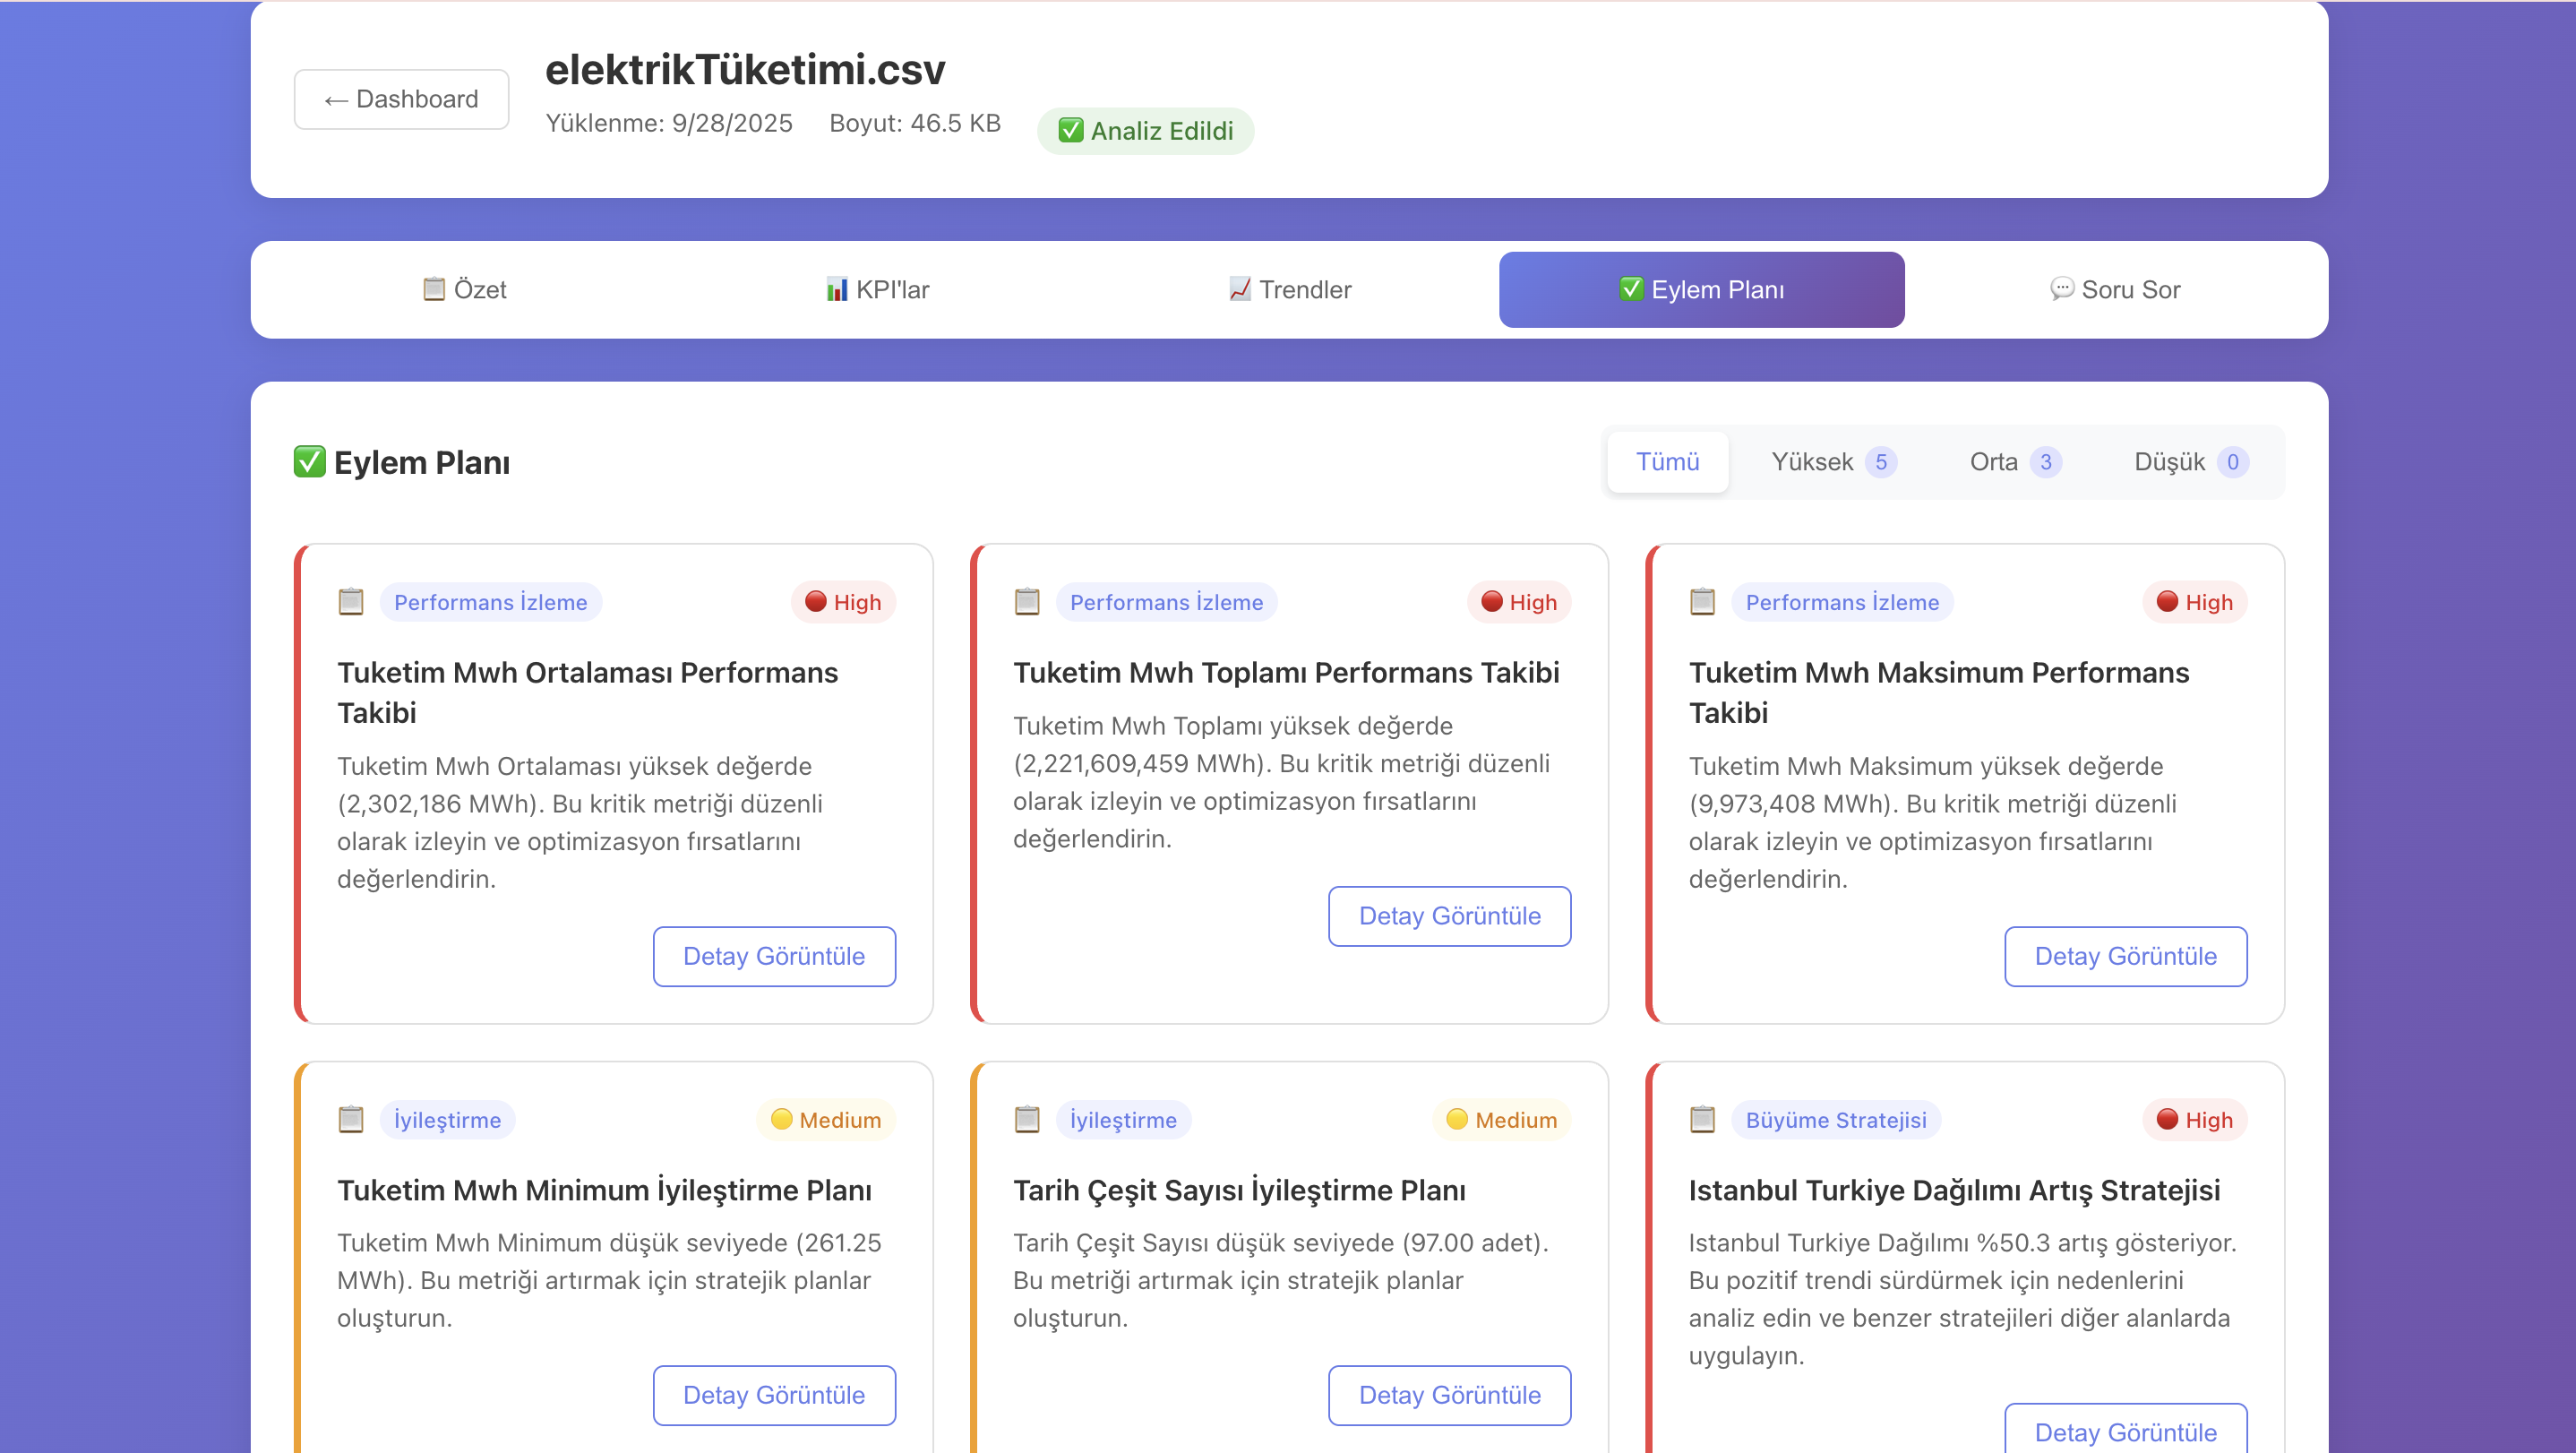 ← Dashboard
elektrikTüketimi.csv
Yüklenme: 9/28/2025 Boyut: 46.5 KB ✅ Analiz Edildi
📋 Özet 📊 KPI'lar 📈 Trendler ✅ Eylem Planı 💬 Soru Sor
✅ Eylem Planı
Tümü Yüksek 5 Orta 3 Düşük 0
📋 Performans İzleme 🔴 High
Tuketim Mwh Ortalaması Performans
Takibi
Tuketim Mwh Ortalaması yüksek değerde
(2,302,186 MWh). Bu kritik metriği düzenli
olarak izleyin ve optimizasyon fırsatlarını
değerlendirin.
Detay Görüntüle
📋 Performans İzleme 🔴 High
Tuketim Mwh Toplamı Performans Takibi
Tuketim Mwh Toplamı yüksek değerde
(2,221,609,459 MWh). Bu kritik metriği düzenli
olarak izleyin ve optimizasyon fırsatlarını
değerlendirin.
Detay Görüntüle
📋 Performans İzleme 🔴 High
Tuketim Mwh Maksimum Performans
Takibi
Tuketim Mwh Maksimum yüksek değerde
(9,973,408 MWh). Bu kritik metriği düzenli
olarak izleyin ve optimizasyon fırsatlarını
değerlendirin.
Detay Görüntüle
📋 İyileştirme 🟡 Medium
Tuketim Mwh Minimum İyileştirme Planı
Tuketim Mwh Minimum düşük seviyede (261.25
MWh). Bu metriği artırmak için stratejik planlar
oluşturun.
Detay Görüntüle
📋 İyileştirme 🟡 Medium
Tarih Çeşit Sayısı İyileştirme Planı
Tarih Çeşit Sayısı düşük seviyede (97.00 adet).
Bu metriği artırmak için stratejik planlar
oluşturun.
Detay Görüntüle
📋 Büyüme Stratejisi 🔴 High
Istanbul Turkiye Dağılımı Artış Stratejisi
Istanbul Turkiye Dağılımı %50.3 artış gösteriyor.
Bu pozitif trendi sürdürmek için nedenlerini
analiz edin ve benzer stratejileri diğer alanlarda
uygulayın.
Detay Görüntüle